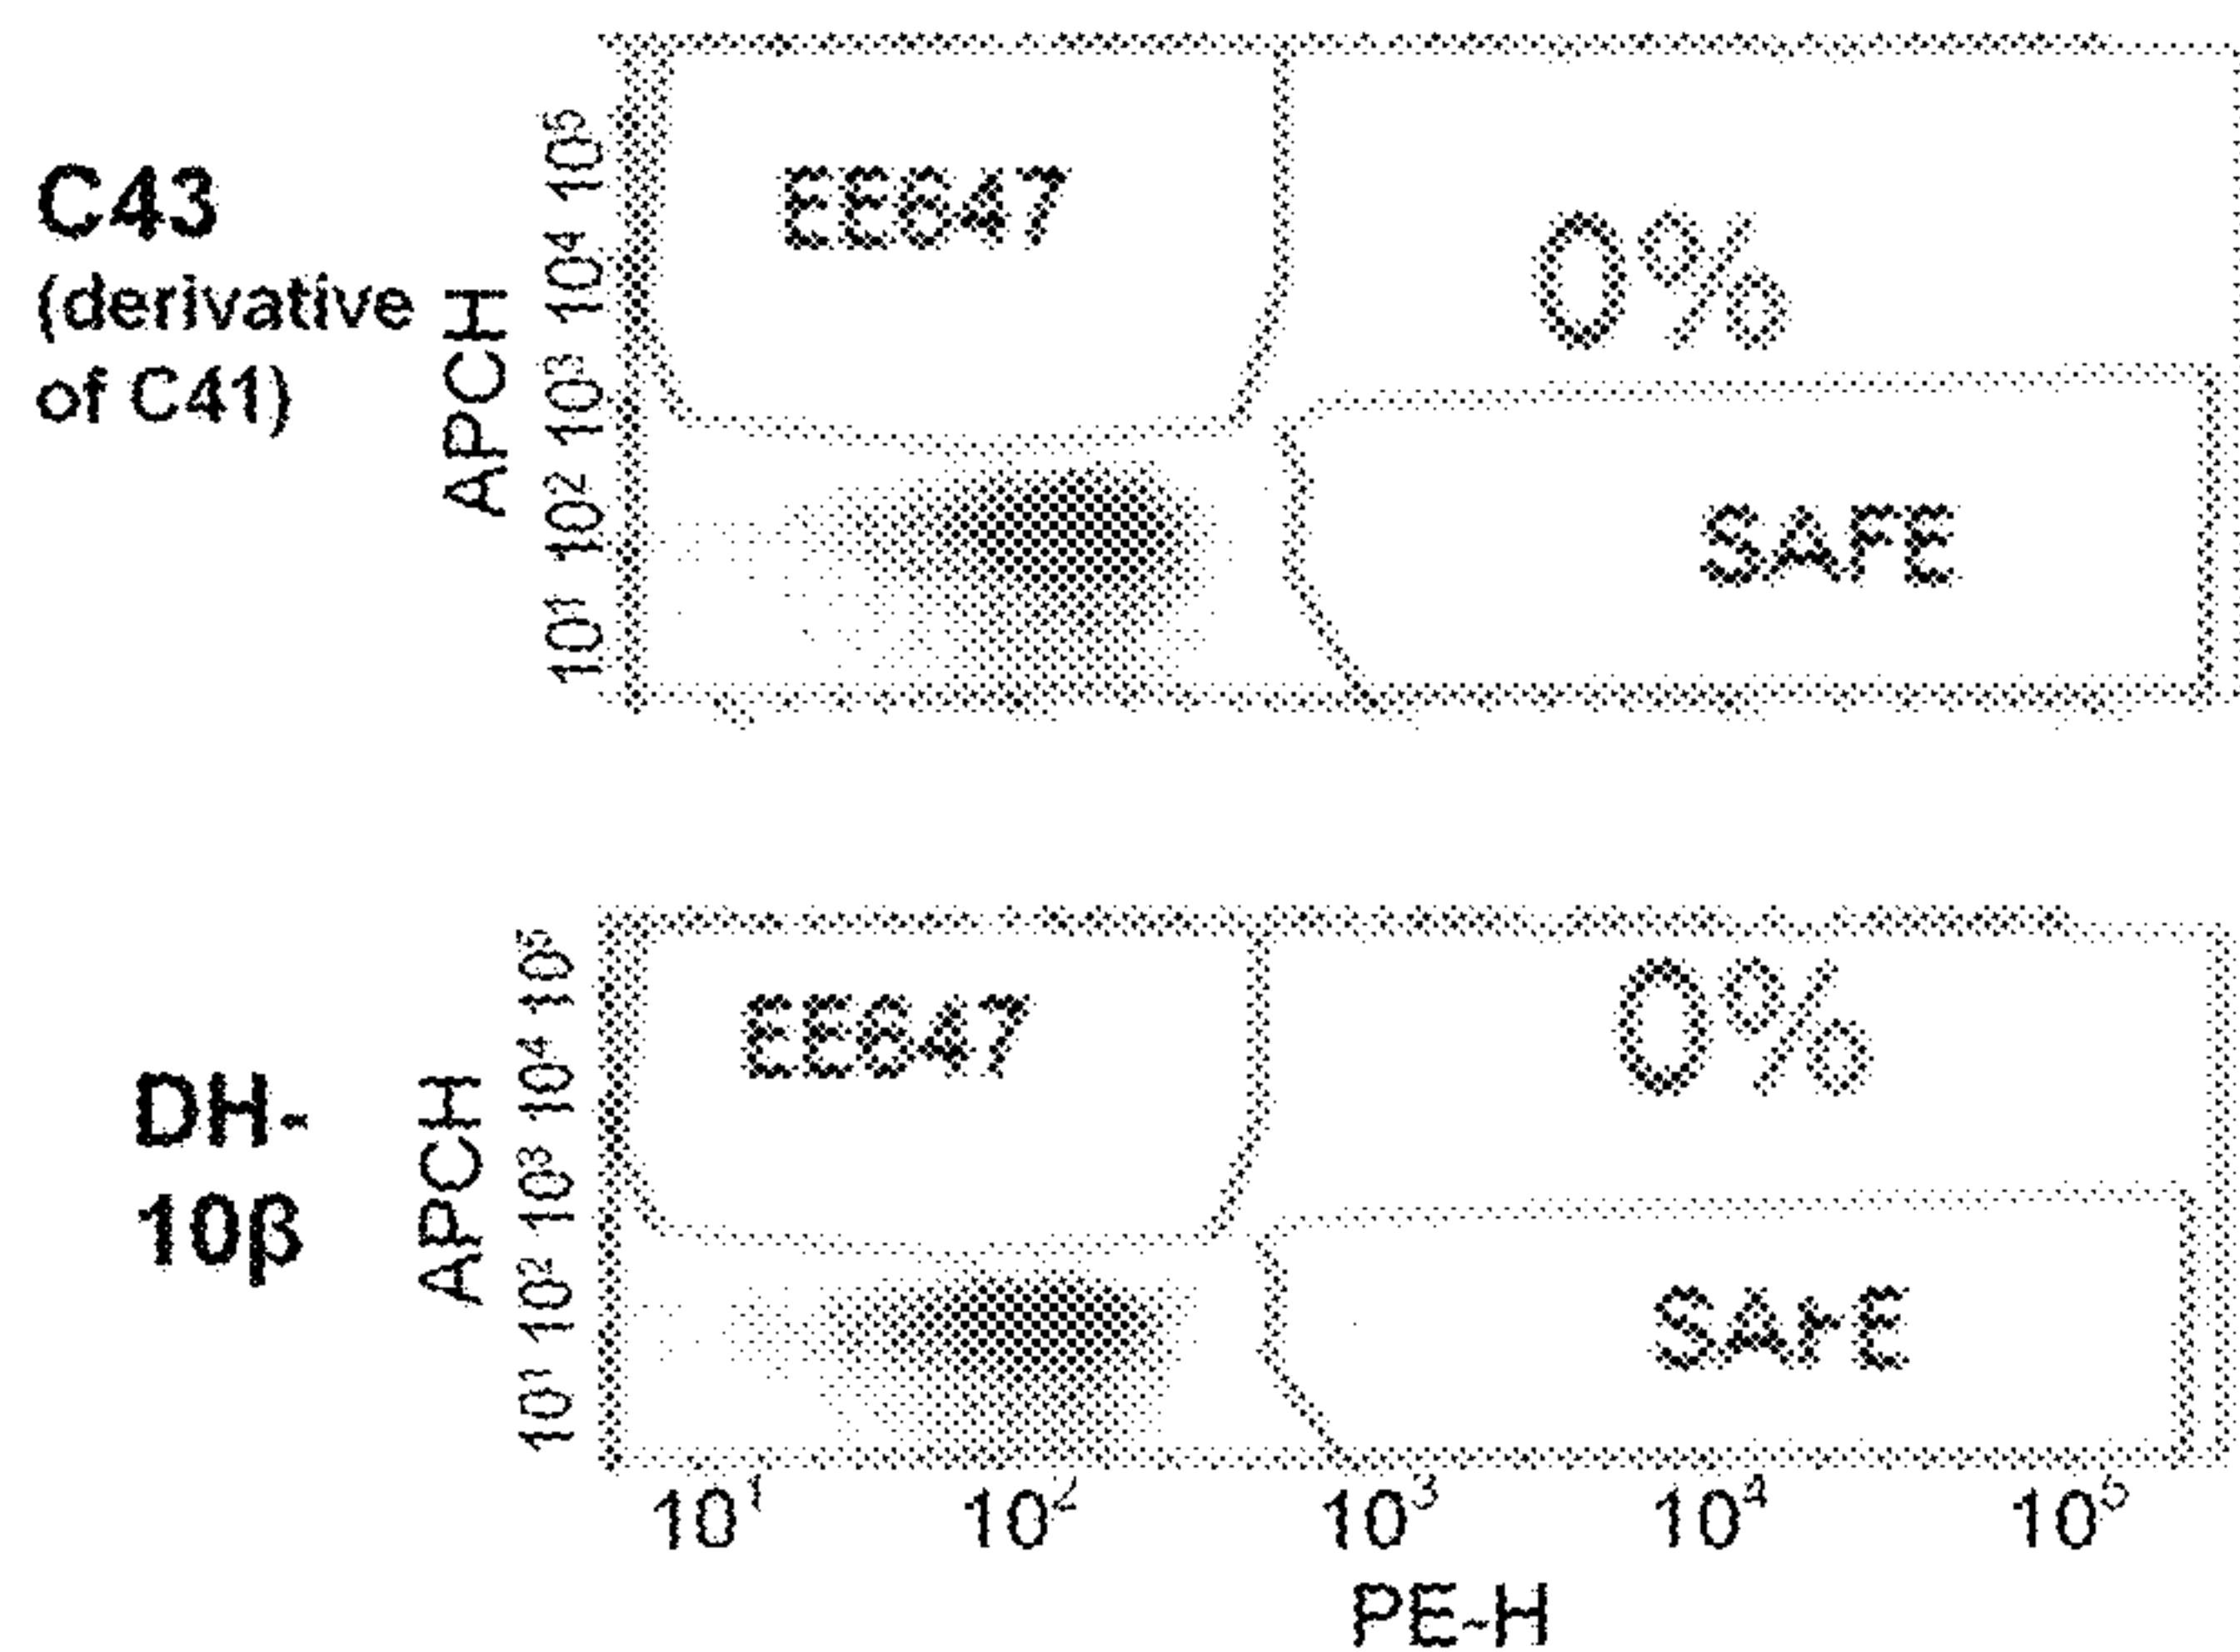 C43
(derivative
of C41)
APCH
10¹ 10² 10³ 10⁴ 10⁵
EE647
0%
SAFE
DH-
10β
APCH
10¹ 10² 10³ 10⁴ 10⁵
EE647
0%
SAFE
10¹ 10² 10³ 10⁴ 10⁵
PE-H